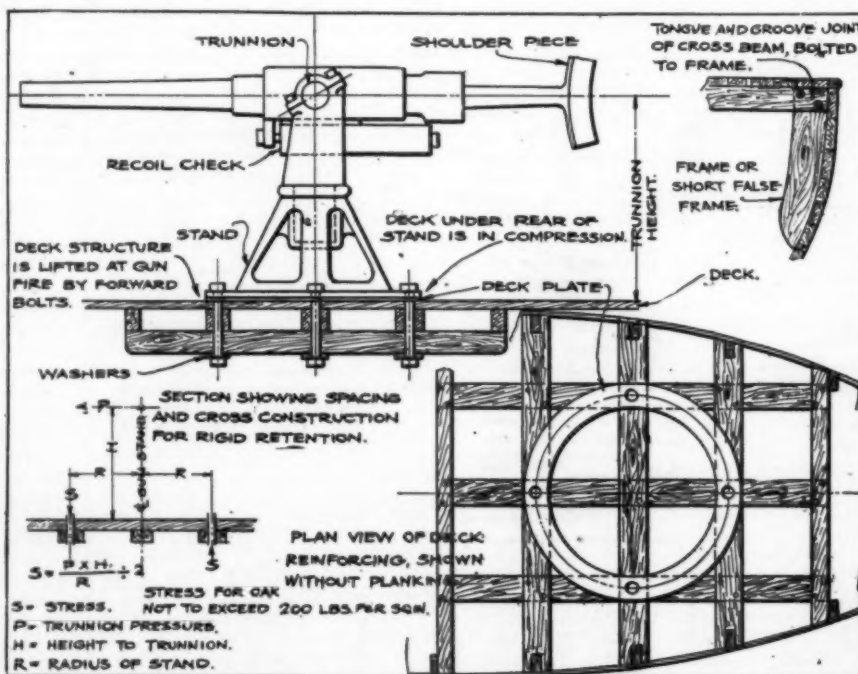 TRUNNION
SHOULDER PIECE
TONGUE AND GROOVE JOINT
OF CROSS BEAM, BOLTED
TO FRAME.
RECOIL CHECK
TRUNNION
HEIGHT.
FRAME OR
SHORT FALSE
FRAME.
STAND
DECK UNDER REAR OF
STAND IS IN COMPRESSION.
DECK STRUCTURE
IS LIFTED AT GUN
FIRE BY FORWARD
BOLTS.
DECK PLATE
DECK.
WASHERS
SECTION SHOWING SPACING
AND CROSS CONSTRUCTION
FOR RIGID RETENTION.
P
H
GUN STAND
R
R
S
S
S = P X H. / R ÷ 2
PLAN VIEW OF DECK
REINFORCING, SHOWN
WITHOUT PLANKING
STRESS FOR OAK
NOT TO EXCEED 200 LBS. PER SQ IN.
S = STRESS.
P = TRUNNION PRESSURE.
H = HEIGHT TO TRUNNION.
R = RADIUS OF STAND.